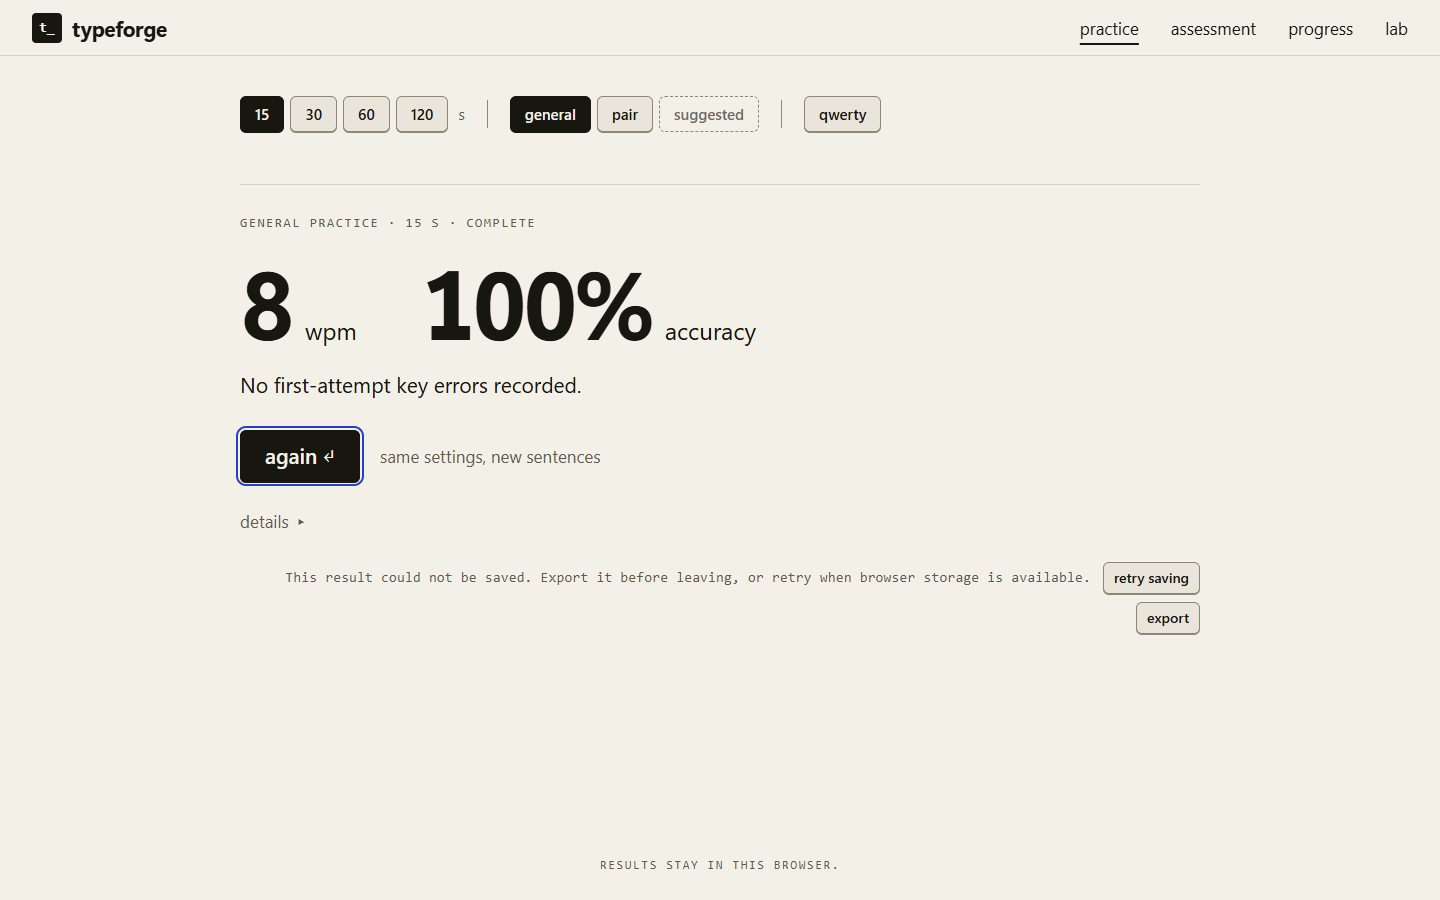 t_ typeforge practice assessment progress lab
15 30 60 120 s general pair suggested qwerty
GENERAL PRACTICE · 15 S · COMPLETE
8 wpm 100% accuracy
No first-attempt key errors recorded.
again ↵ same settings, new sentences
details ▸
This result could not be saved. Export it before leaving, or retry when browser storage is available. retry saving
export
RESULTS STAY IN THIS BROWSER.